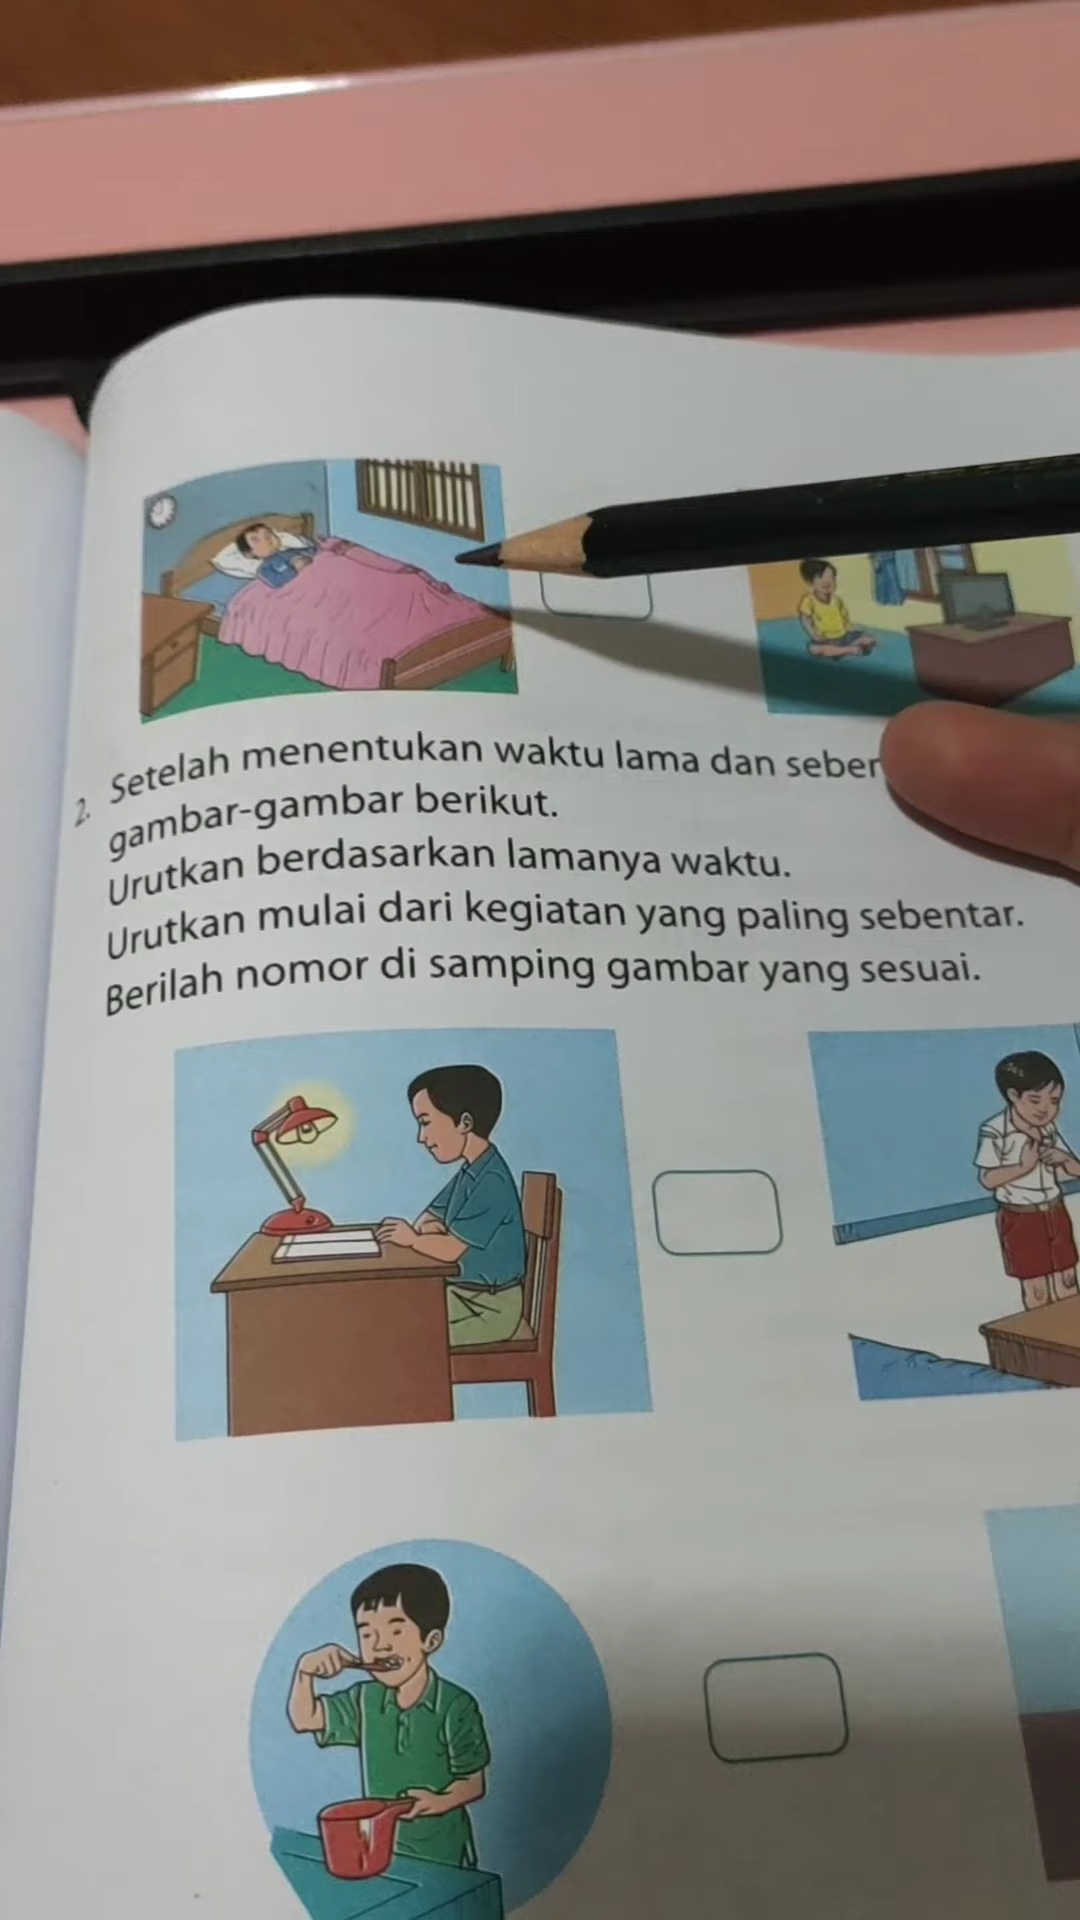 2. Setelah menentukan waktu lama dan
gambar-gambar berikut.
Urutkan berdasarkan lamanya waktu.
Urutkan mulai dari kegiatan yang paling sebentar.
Berilah nomor di samping gambar yang sesuai.